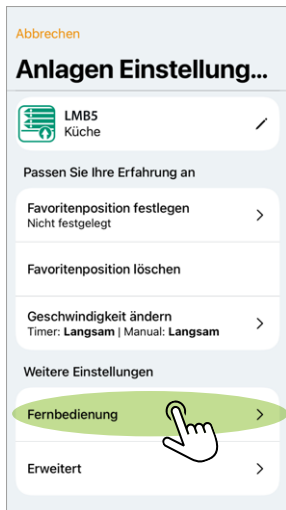 Abbrechen
Anlagen Einstellung...
LMB5
Küche
Passen Sie Ihre Erfahrung an
Favoritenposition festlegen
Nicht festgelegt
Favoritenposition löschen
Geschwindigkeit ändern
Timer: Langsam | Manual: Langsam
Weitere Einstellungen
Fernbedienung
Erweitert